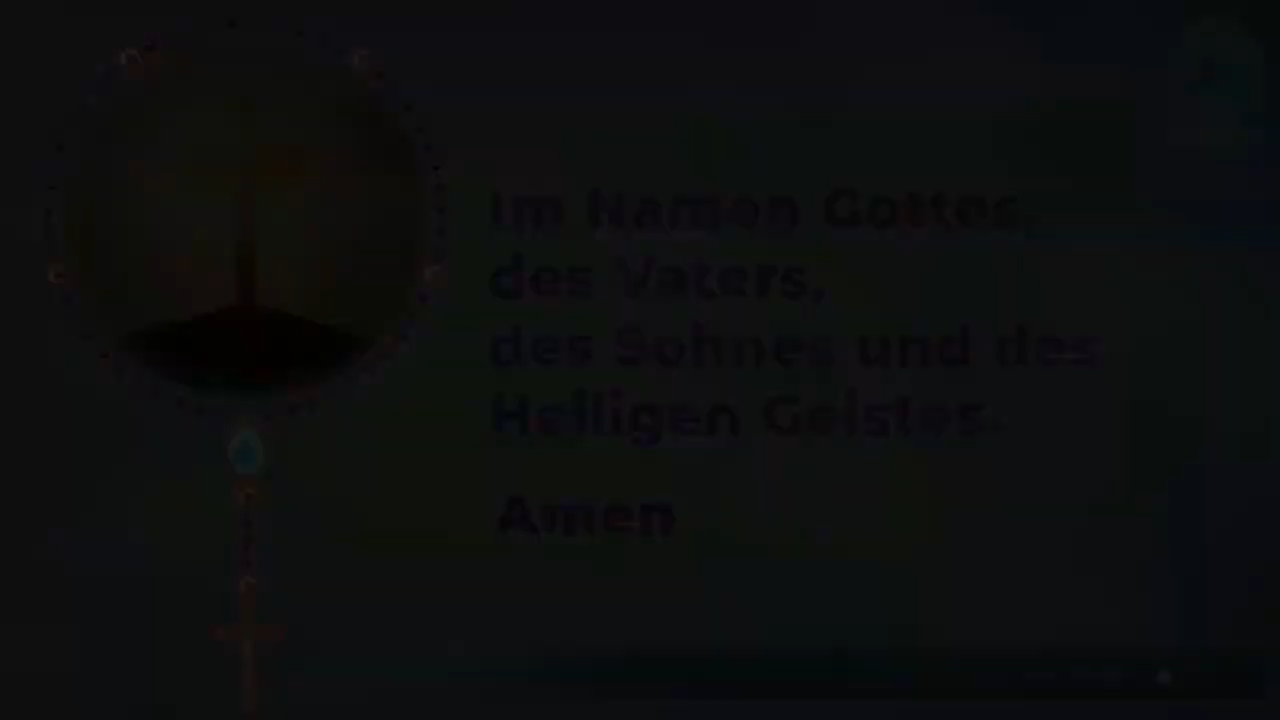 Im Namen Gottes,
des Vaters,
des Sohnes und des
Heiligen Geistes.
Amen